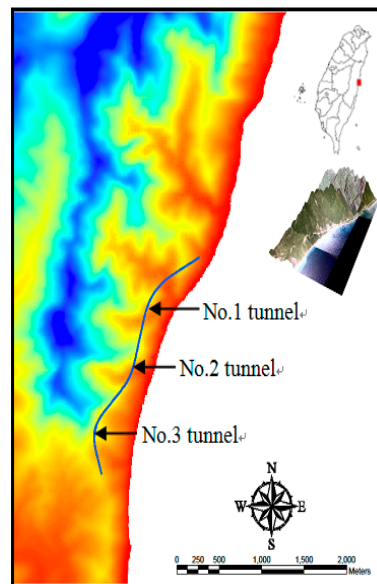 No.1 tunnel
No.2 tunnel
No.3 tunnel
N
W E
S
0 250 500 1,000 1,500 2,000
Meters